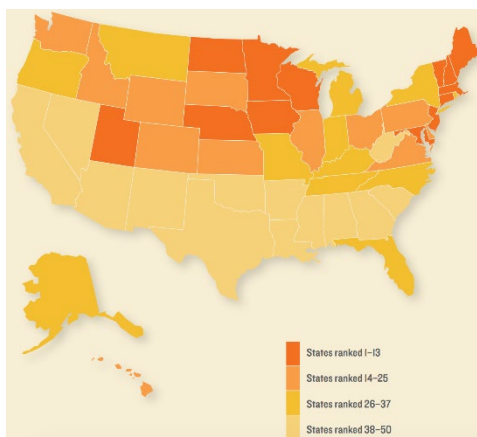 States ranked 1–13
States ranked 14–25
States ranked 26–37
States ranked 38–50